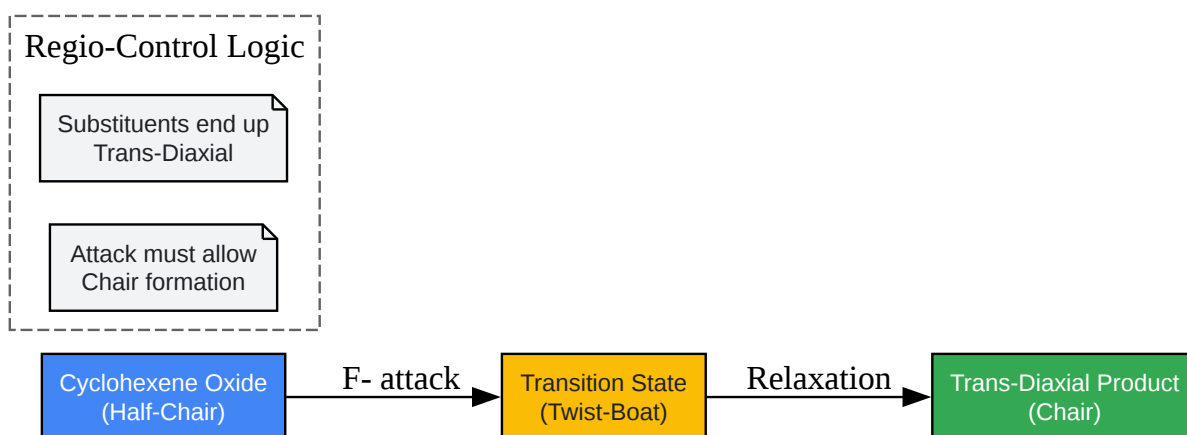 Regio-Control Logic
Substituents end up
Trans-Diaxial
Attack must allow
Chair formation
Cyclohexene Oxide
(Half-Chair)
F- attack
Transition State
(Twist-Boat)
Relaxation
Trans-Diaxial Product
(Chair)